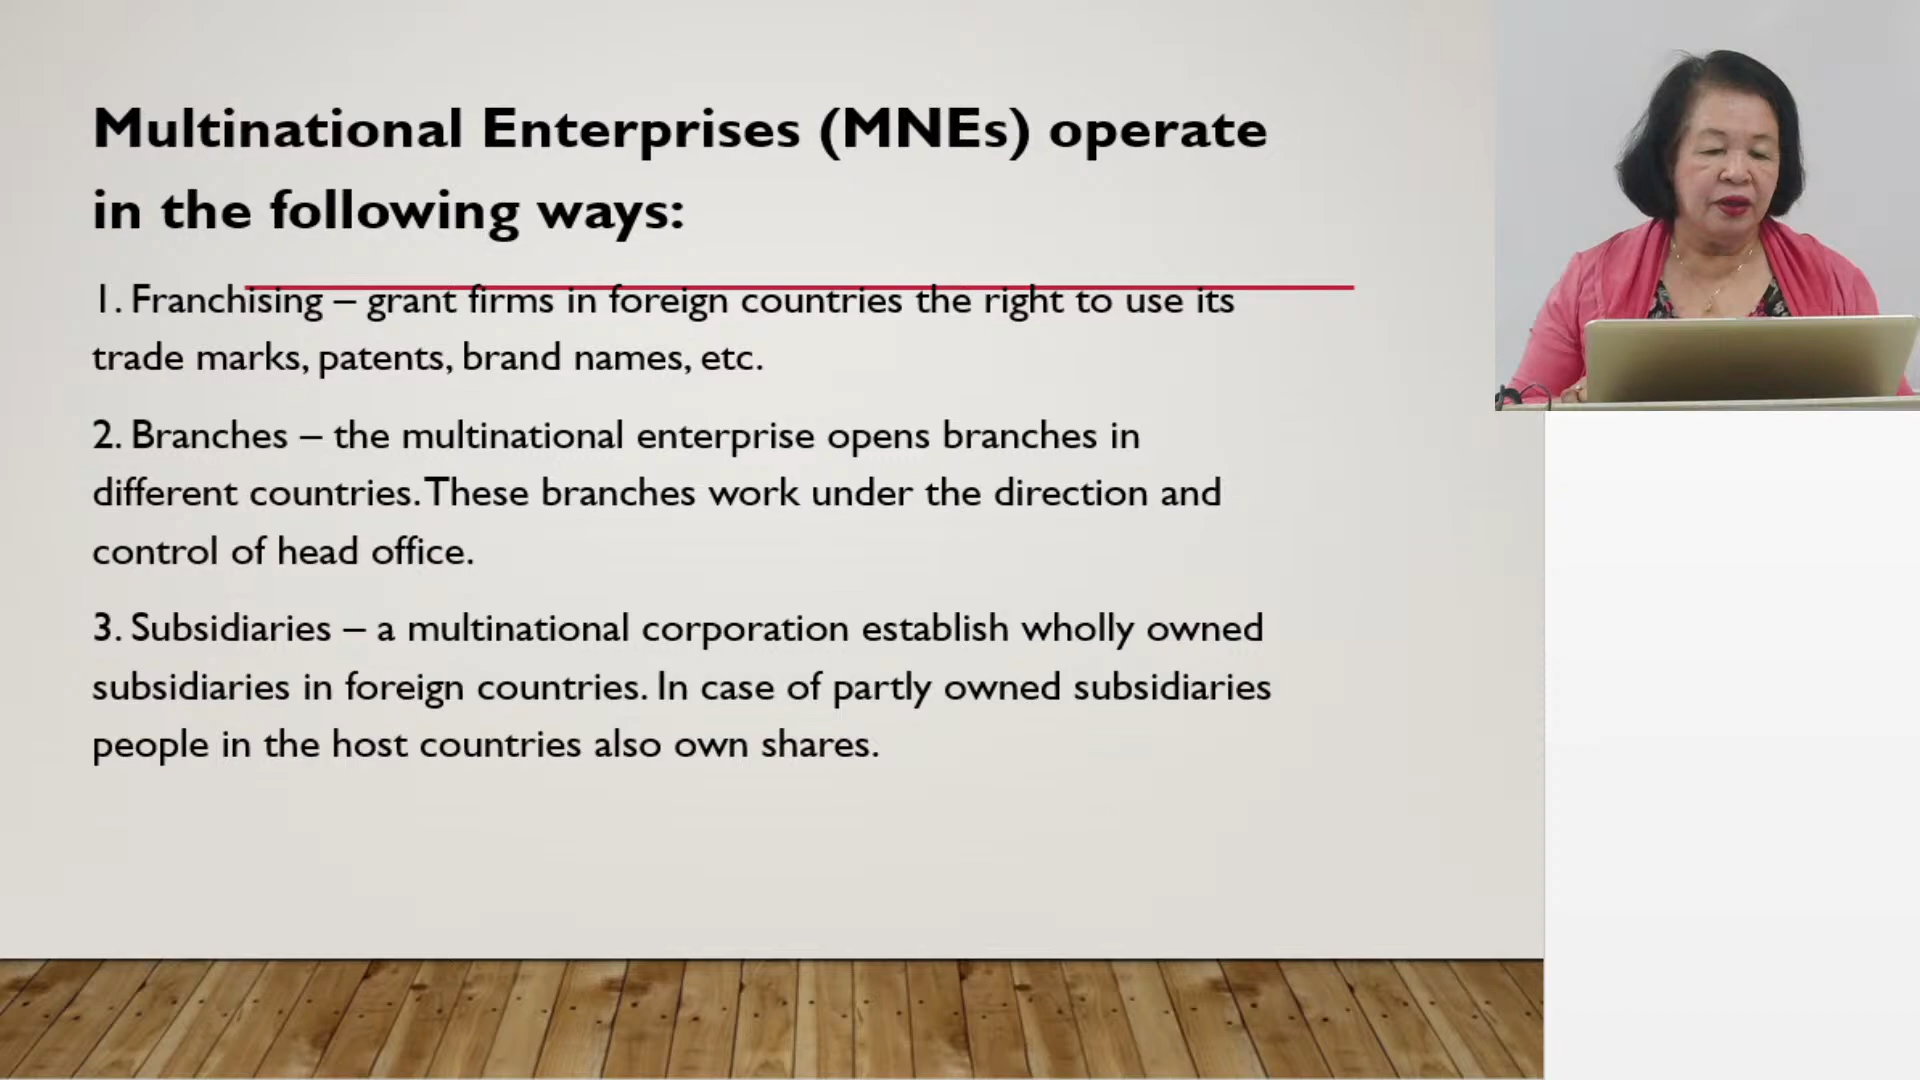 Multinational Enterprises (MNEs) operate
in the following ways:
1. Franchising – grant firms in foreign countries the right to use its
trade marks, patents, brand names, etc.
2. Branches – the multinational enterprise opens branches in
different countries. These branches work under the direction and
control of head office.
3. Subsidiaries – a multinational corporation establish wholly owned
subsidiaries in foreign countries. In case of partly owned subsidiaries
people in the host countries also own shares.